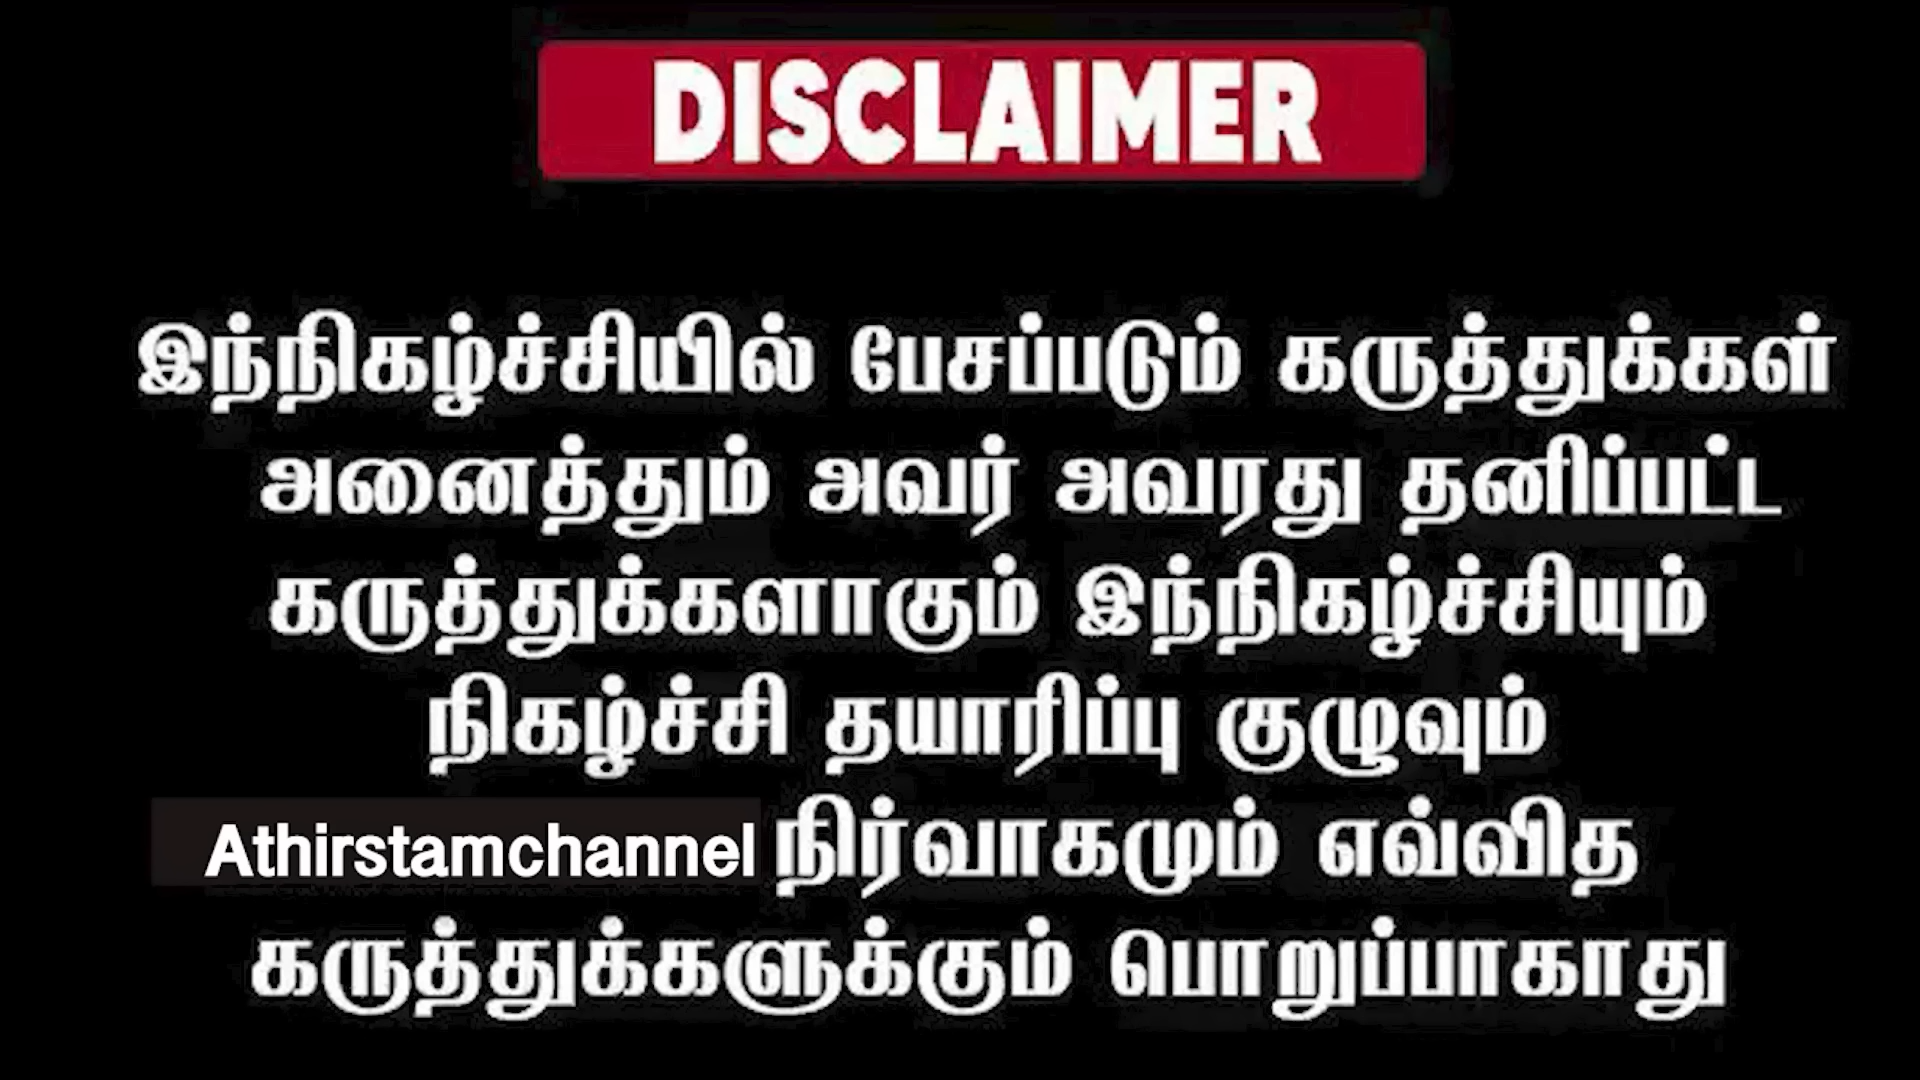 DISCLAIMER
இந்நிகழ்ச்சியில் பேசப்படும் கருத்துக்கள்
அனைத்தும் அவர் அவரது தனிப்பட்ட
கருத்துக்களாகும் இந்நிகழ்ச்சியும்
நிகழ்ச்சி தயாரிப்பு குழுவும்
Athirstamchannel நிர்வாகமும் எவ்வித
கருத்துக்களுக்கும் பொறுப்பாகாது